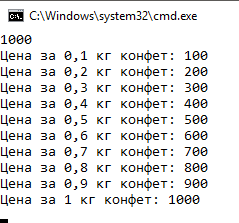 C:\Windows\system32\cmd.exe
1000
Цена за 0,1 кг конфет: 100
Цена за 0,2 кг конфет: 200
Цена за 0,3 кг конфет: 300
Цена за 0,4 кг конфет: 400
Цена за 0,5 кг конфет: 500
Цена за 0,6 кг конфет: 600
Цена за 0,7 кг конфет: 700
Цена за 0,8 кг конфет: 800
Цена за 0,9 кг конфет: 900
Цена за 1 кг конфет: 1000